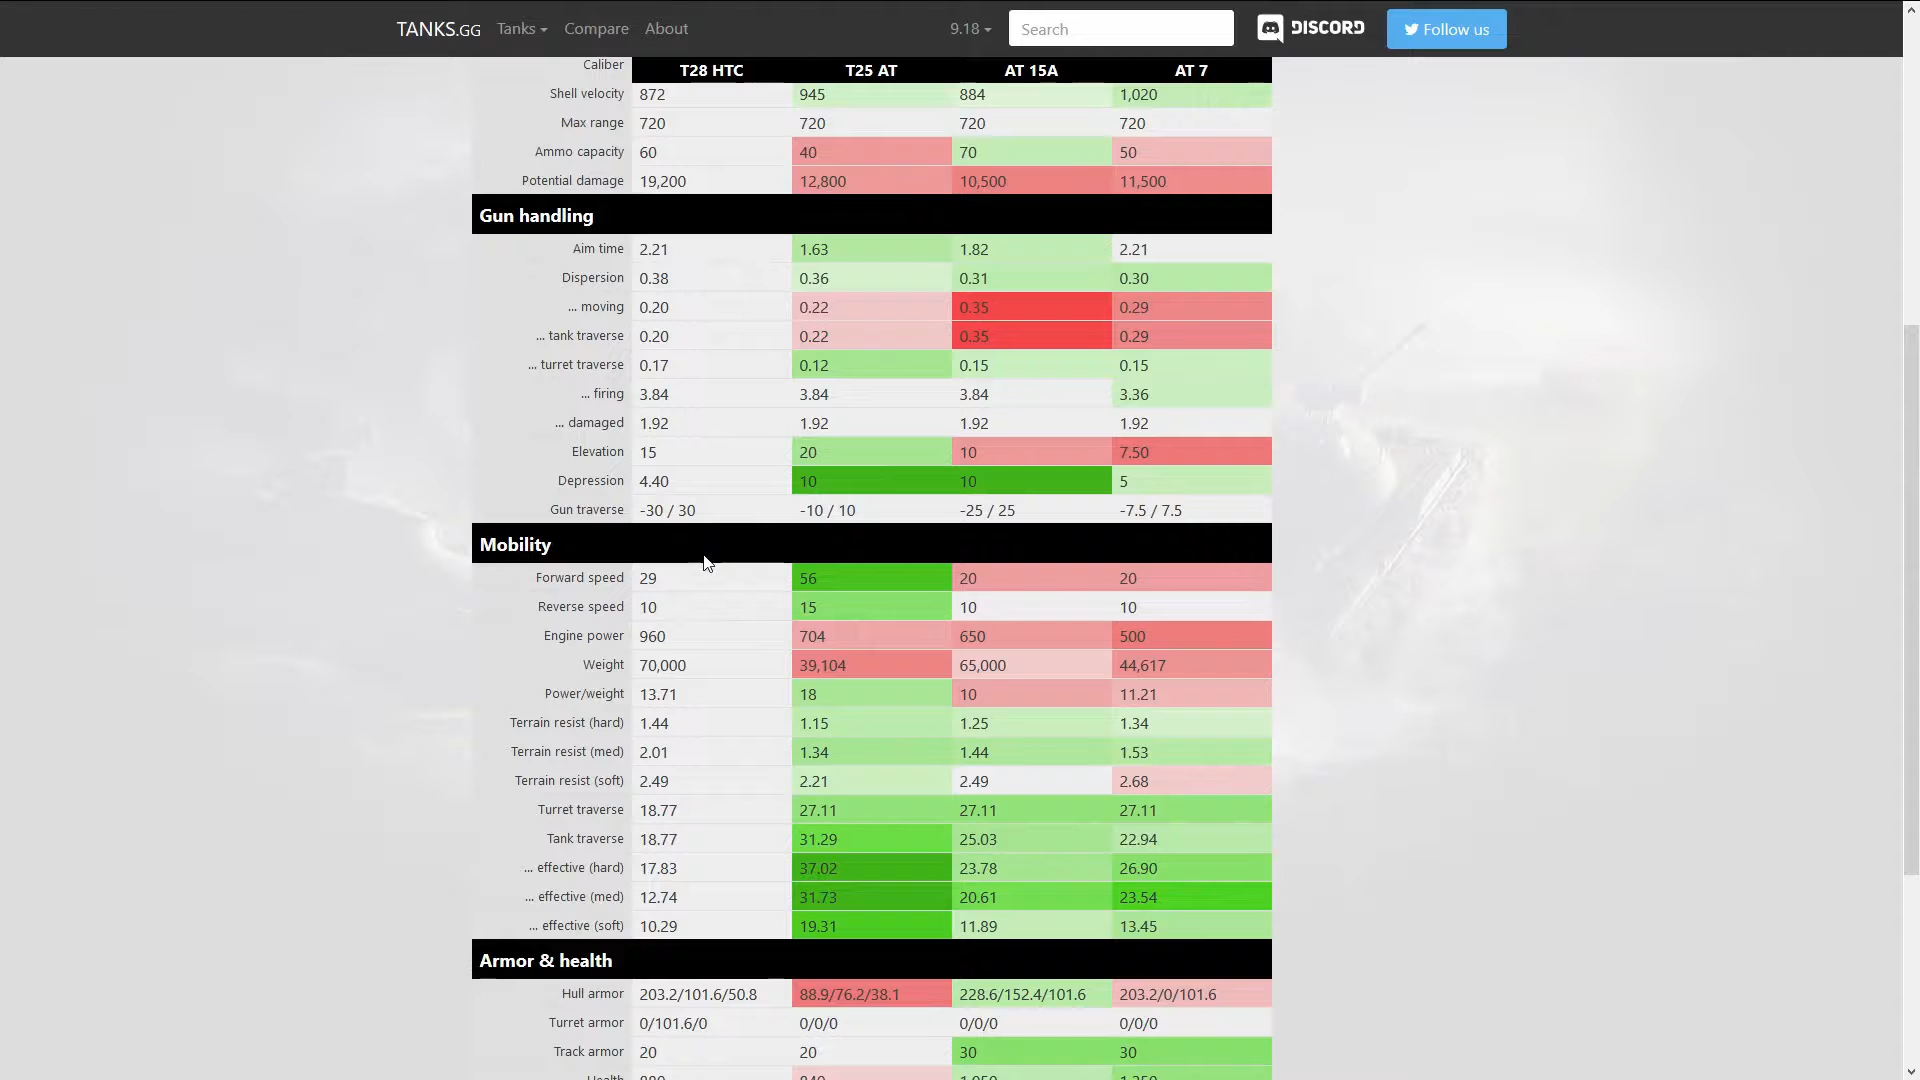 TANKS.GG Tanks Compare About 9.18 Search DISCORD Follow us
Caliber T28 HTC T25 AT AT 15A AT 7
Shell velocity 872 945 884 1,020
Max range 720 720 720 720
Ammo capacity 60 40 70 50
Potential damage 19,200 12,800 10,500 11,500
Gun handling
Aim time 2.21 1.63 1.82 2.21
Dispersion 0.38 0.36 0.31 0.30
... moving 0.20 0.22 0.35 0.29
... tank traverse 0.20 0.22 0.35 0.29
... turret traverse 0.17 0.12 0.15 0.15
... firing 3.84 3.84 3.84 3.36
... damaged 1.92 1.92 1.92 1.92
Elevation 15 20 10 7.50
Depression 4.40 10 10 5
Gun traverse -30 / 30 -10 / 10 -25 / 25 -7.5 / 7.5
Mobility
Forward speed 29 56 20 20
Reverse speed 10 15 10 10
Engine power 960 704 650 500
Weight 70,000 39,104 65,000 44,617
Power/weight 13.71 18 10 11.21
Terrain resist (hard) 1.44 1.15 1.25 1.34
Terrain resist (med) 2.01 1.34 1.44 1.53
Terrain resist (soft) 2.49 2.21 2.49 2.68
Turret traverse 18.77 27.11 27.11 27.11
Tank traverse 18.77 31.29 25.03 22.94
... effective (hard) 17.83 37.02 23.78 26.90
... effective (med) 12.74 31.73 20.61 23.54
... effective (soft) 10.29 19.31 11.89 13.45
Armor & health
Hull armor 203.2/101.6/50.8 88.9/76.2/38.1 228.6/152.4/101.6 203.2/0/101.6
Turret armor 0/101.6/0 0/0/0 0/0/0 0/0/0
Track armor 20 20 30 30
Health